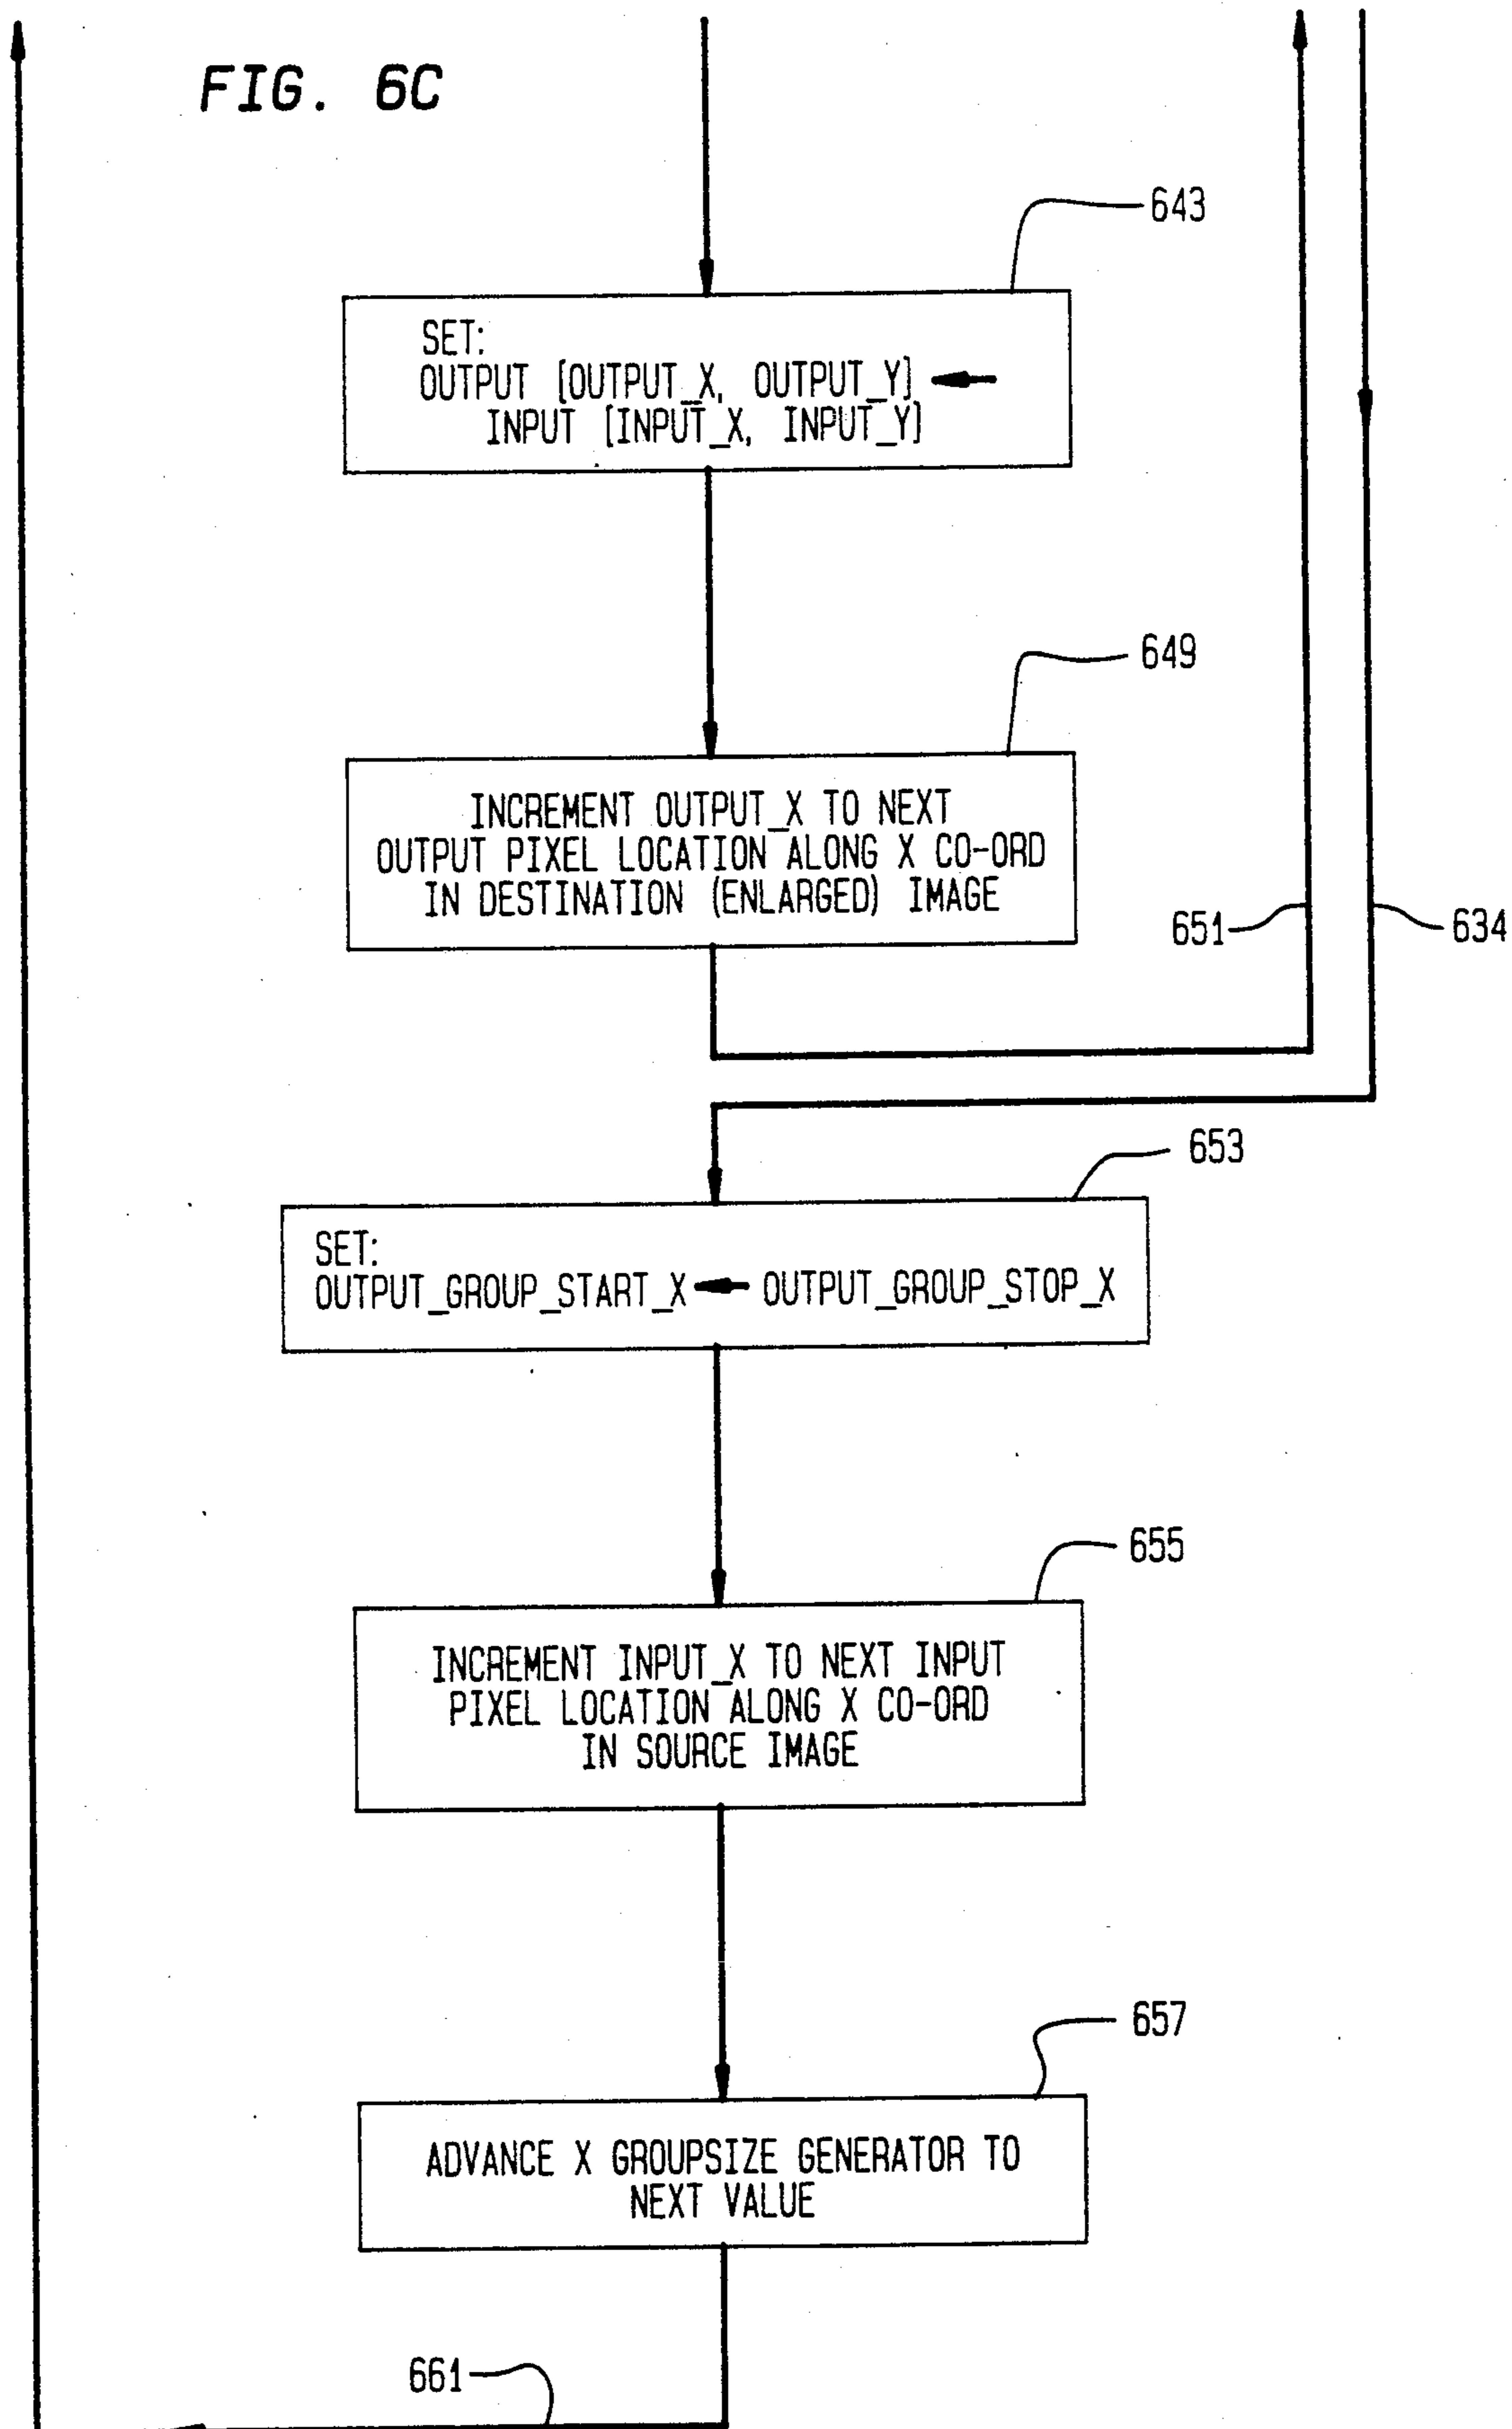 FIG. 6C
643
SET:
OUTPUT [OUTPUT_X, OUTPUT_Y] ←
INPUT [INPUT_X, INPUT_Y]
649
INCREMENT OUTPUT_X TO NEXT
OUTPUT PIXEL LOCATION ALONG X CO-ORD
IN DESTINATION (ENLARGED) IMAGE
651
634
653
SET:
OUTPUT_GROUP_START_X ← OUTPUT_GROUP_STOP_X
655
INCREMENT INPUT_X TO NEXT INPUT
PIXEL LOCATION ALONG X CO-ORD
IN SOURCE IMAGE
657
ADVANCE X GROUPSIZE GENERATOR TO
NEXT VALUE
661